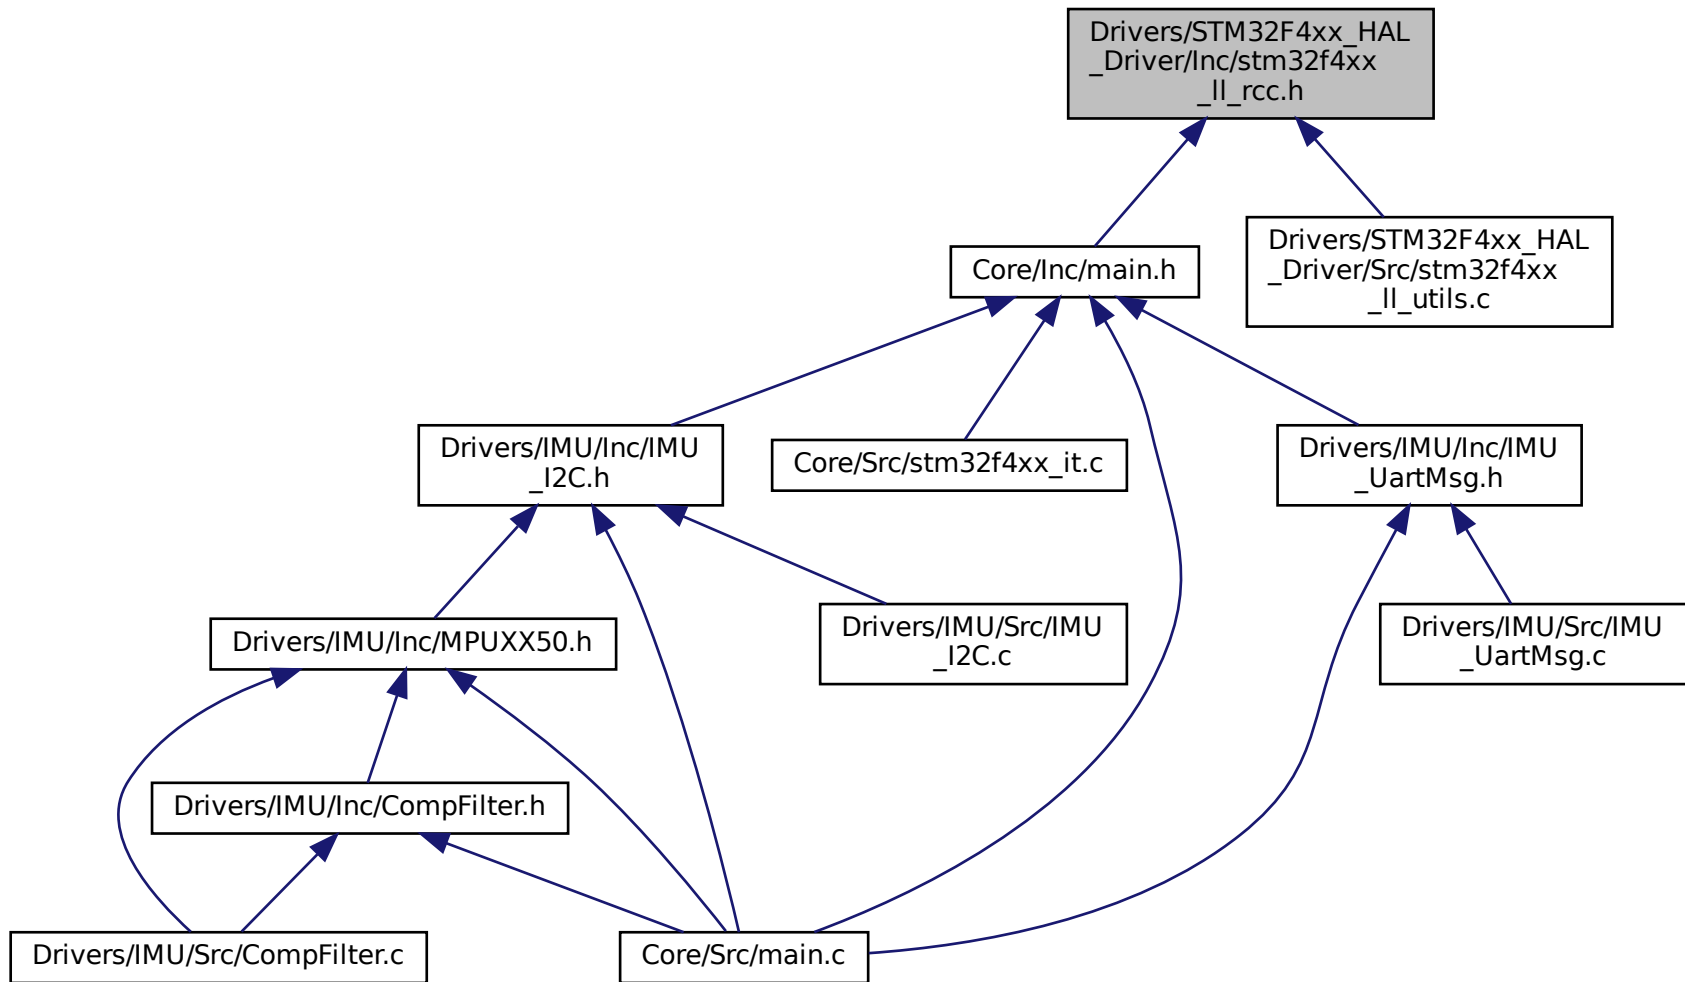 Drivers/STM32F4xx_HAL
_Driver/Inc/stm32f4xx
_ll_rcc.h
Core/Inc/main.h
Drivers/STM32F4xx_HAL
_Driver/Src/stm32f4xx
_ll_utils.c
Drivers/IMU/Inc/IMU
_I2C.h
Core/Src/stm32f4xx_it.c
Drivers/IMU/Inc/IMU
_UartMsg.h
Drivers/IMU/Inc/MPUXX50.h
Drivers/IMU/Src/IMU
_I2C.c
Drivers/IMU/Src/IMU
_UartMsg.c
Drivers/IMU/Inc/CompFilter.h
Drivers/IMU/Src/CompFilter.c
Core/Src/main.c